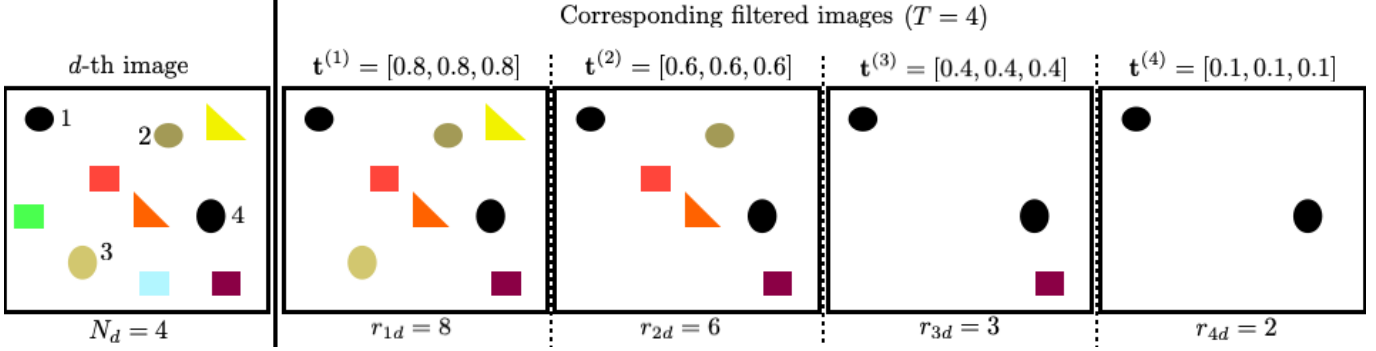 Corresponding filtered images (T = 4)
d-th image
t^(1) = [0.8, 0.8, 0.8]
t^(2) = [0.6, 0.6, 0.6]
t^(3) = [0.4, 0.4, 0.4]
t^(4) = [0.1, 0.1, 0.1]
1
2
4
3
N_d = 4
r_1d = 8
r_2d = 6
r_3d = 3
r_4d = 2